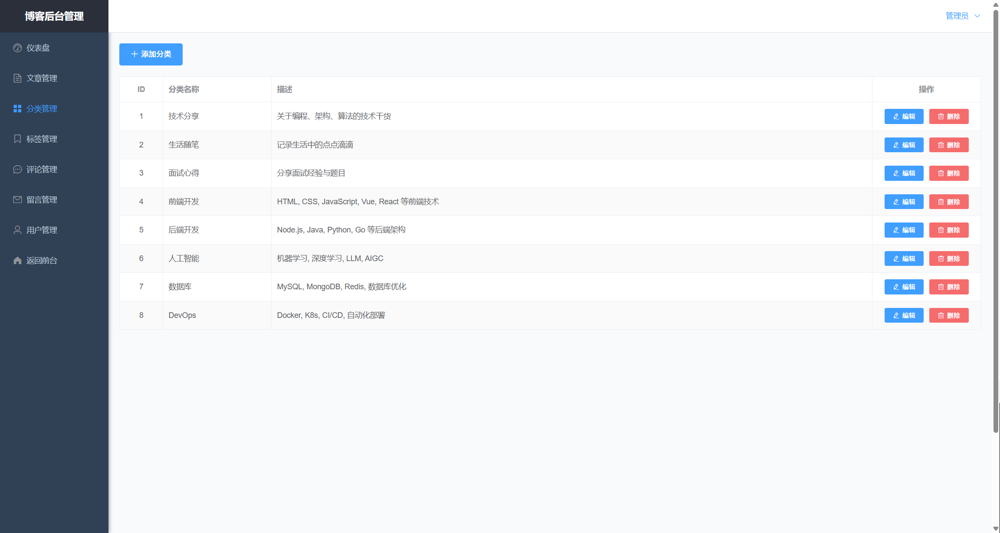 博客后台管理
管理员
仪表盘
文章管理
分类管理
标签管理
评论管理
留言管理
用户管理
返回前台
添加分类
ID 分类名称 描述 操作
1 技术分享 关于编程、架构、算法的技术干货 编辑 删除
2 生活随笔 记录生活中的点点滴滴 编辑 删除
3 面试心得 分享面试经验与题目 编辑 删除
4 前端开发 HTML, CSS, JavaScript, Vue, React 等前端技术 编辑 删除
5 后端开发 Node.js, Java, Python, Go 等后端架构 编辑 删除
6 人工智能 机器学习, 深度学习, LLM, AIGC 编辑 删除
7 数据库 MySQL, MongoDB, Redis, 数据库优化 编辑 删除
8 DevOps Docker, K8s, CI/CD, 自动化部署 编辑 删除